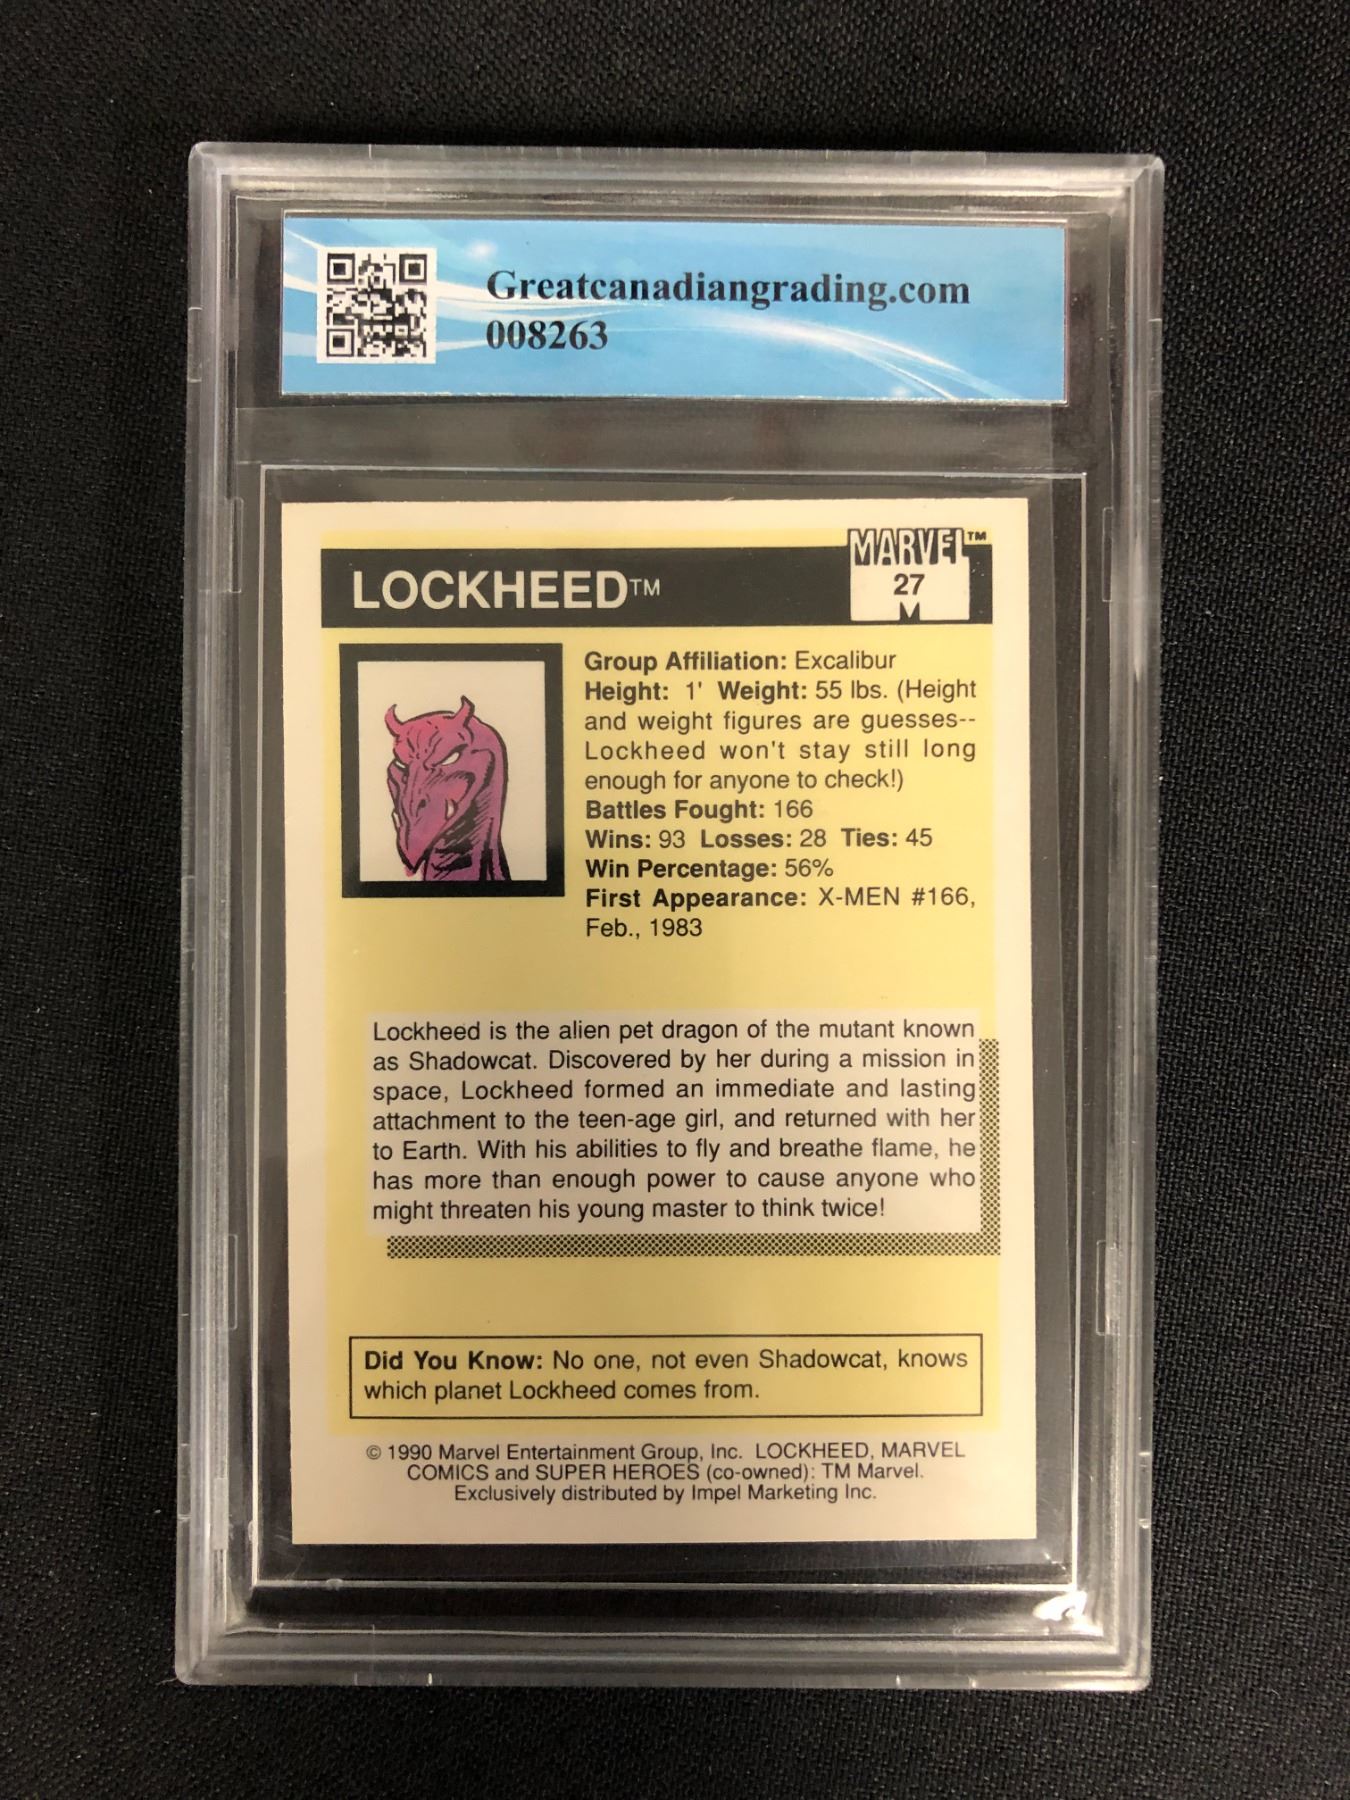 Greatcanadiangrading.com
008263
MARVEL™
27
LOCKHEED™
Group Affiliation: Excalibur
Height: 1' Weight: 55 lbs. (Height
and weight figures are guesses--
Lockheed won't stay still long
enough for anyone to check!)
Battles Fought: 166
Wins: 93 Losses: 28 Ties: 45
Win Percentage: 56%
First Appearance: X-MEN #166,
Feb., 1983
Lockheed is the alien pet dragon of the mutant known
as Shadowcat. Discovered by her during a mission in
space, Lockheed formed an immediate and lasting
attachment to the teen-age girl, and returned with her
to Earth. With his abilities to fly and breathe flame, he
has more than enough power to cause anyone who
might threaten his young master to think twice!
Did You Know: No one, not even Shadowcat, knows
which planet Lockheed comes from.
© 1990 Marvel Entertainment Group, Inc. LOCKHEED, MARVEL
COMICS and SUPER HEROES (co-owned): TM Marvel.
Exclusively distributed by Impel Marketing Inc.